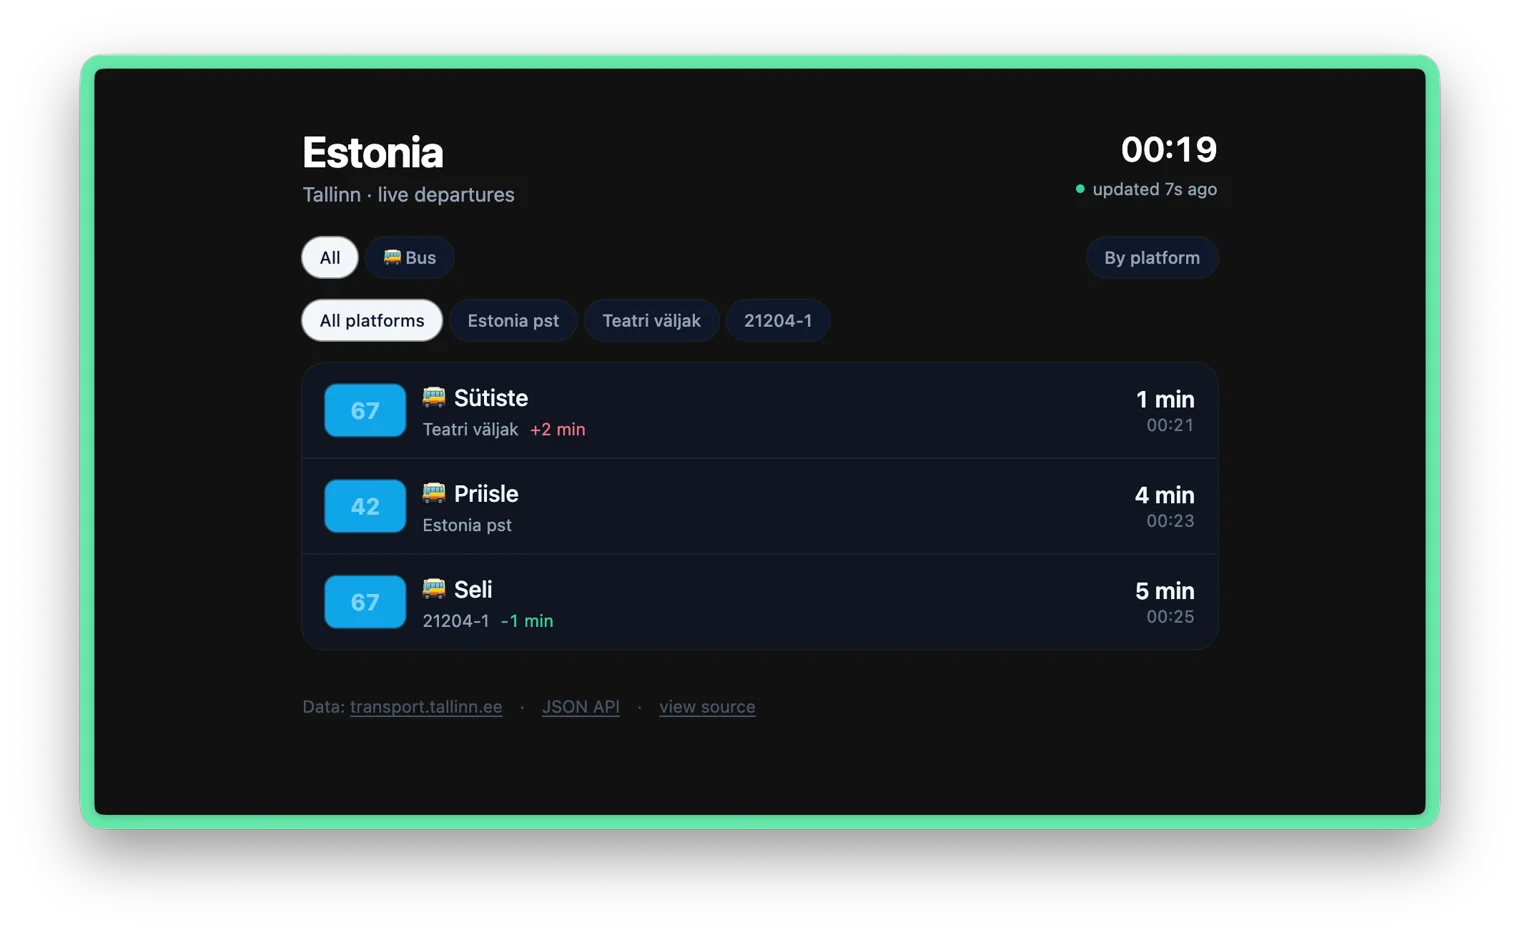 Estonia
00:19
Tallinn · live departures
updated 7s ago
All
Bus
By platform
All platforms
Estonia pst
Teatri väljak
21204-1
67
Sütiste
1 min
Teatri väljak +2 min
00:21
42
Priisle
4 min
Estonia pst
00:23
67
Seli
5 min
21204-1 -1 min
00:25
Data: transport.tallinn.ee · JSON API · view source